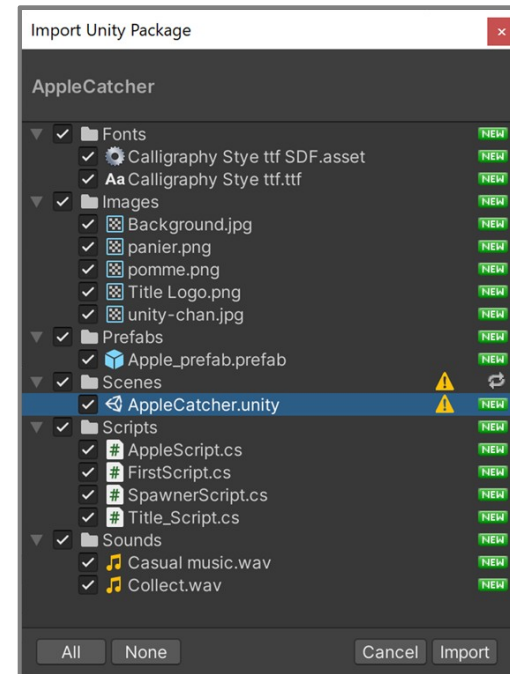 Import Unity Package
×
AppleCatcher
Fonts NEW
Calligraphy Stye ttf SDF.asset NEW
Aa Calligraphy Stye ttf.ttf NEW
Images NEW
Background.jpg NEW
panier.png NEW
pomme.png NEW
Title Logo.png NEW
unity-chan.jpg NEW
Prefabs NEW
Apple_prefab.prefab NEW
Scenes
AppleCatcher.unity NEW
Scripts NEW
# AppleScript.cs NEW
# FirstScript.cs NEW
# SpawnerScript.cs NEW
# Title_Script.cs NEW
Sounds NEW
Casual music.wav NEW
Collect.wav NEW
All None Cancel Import